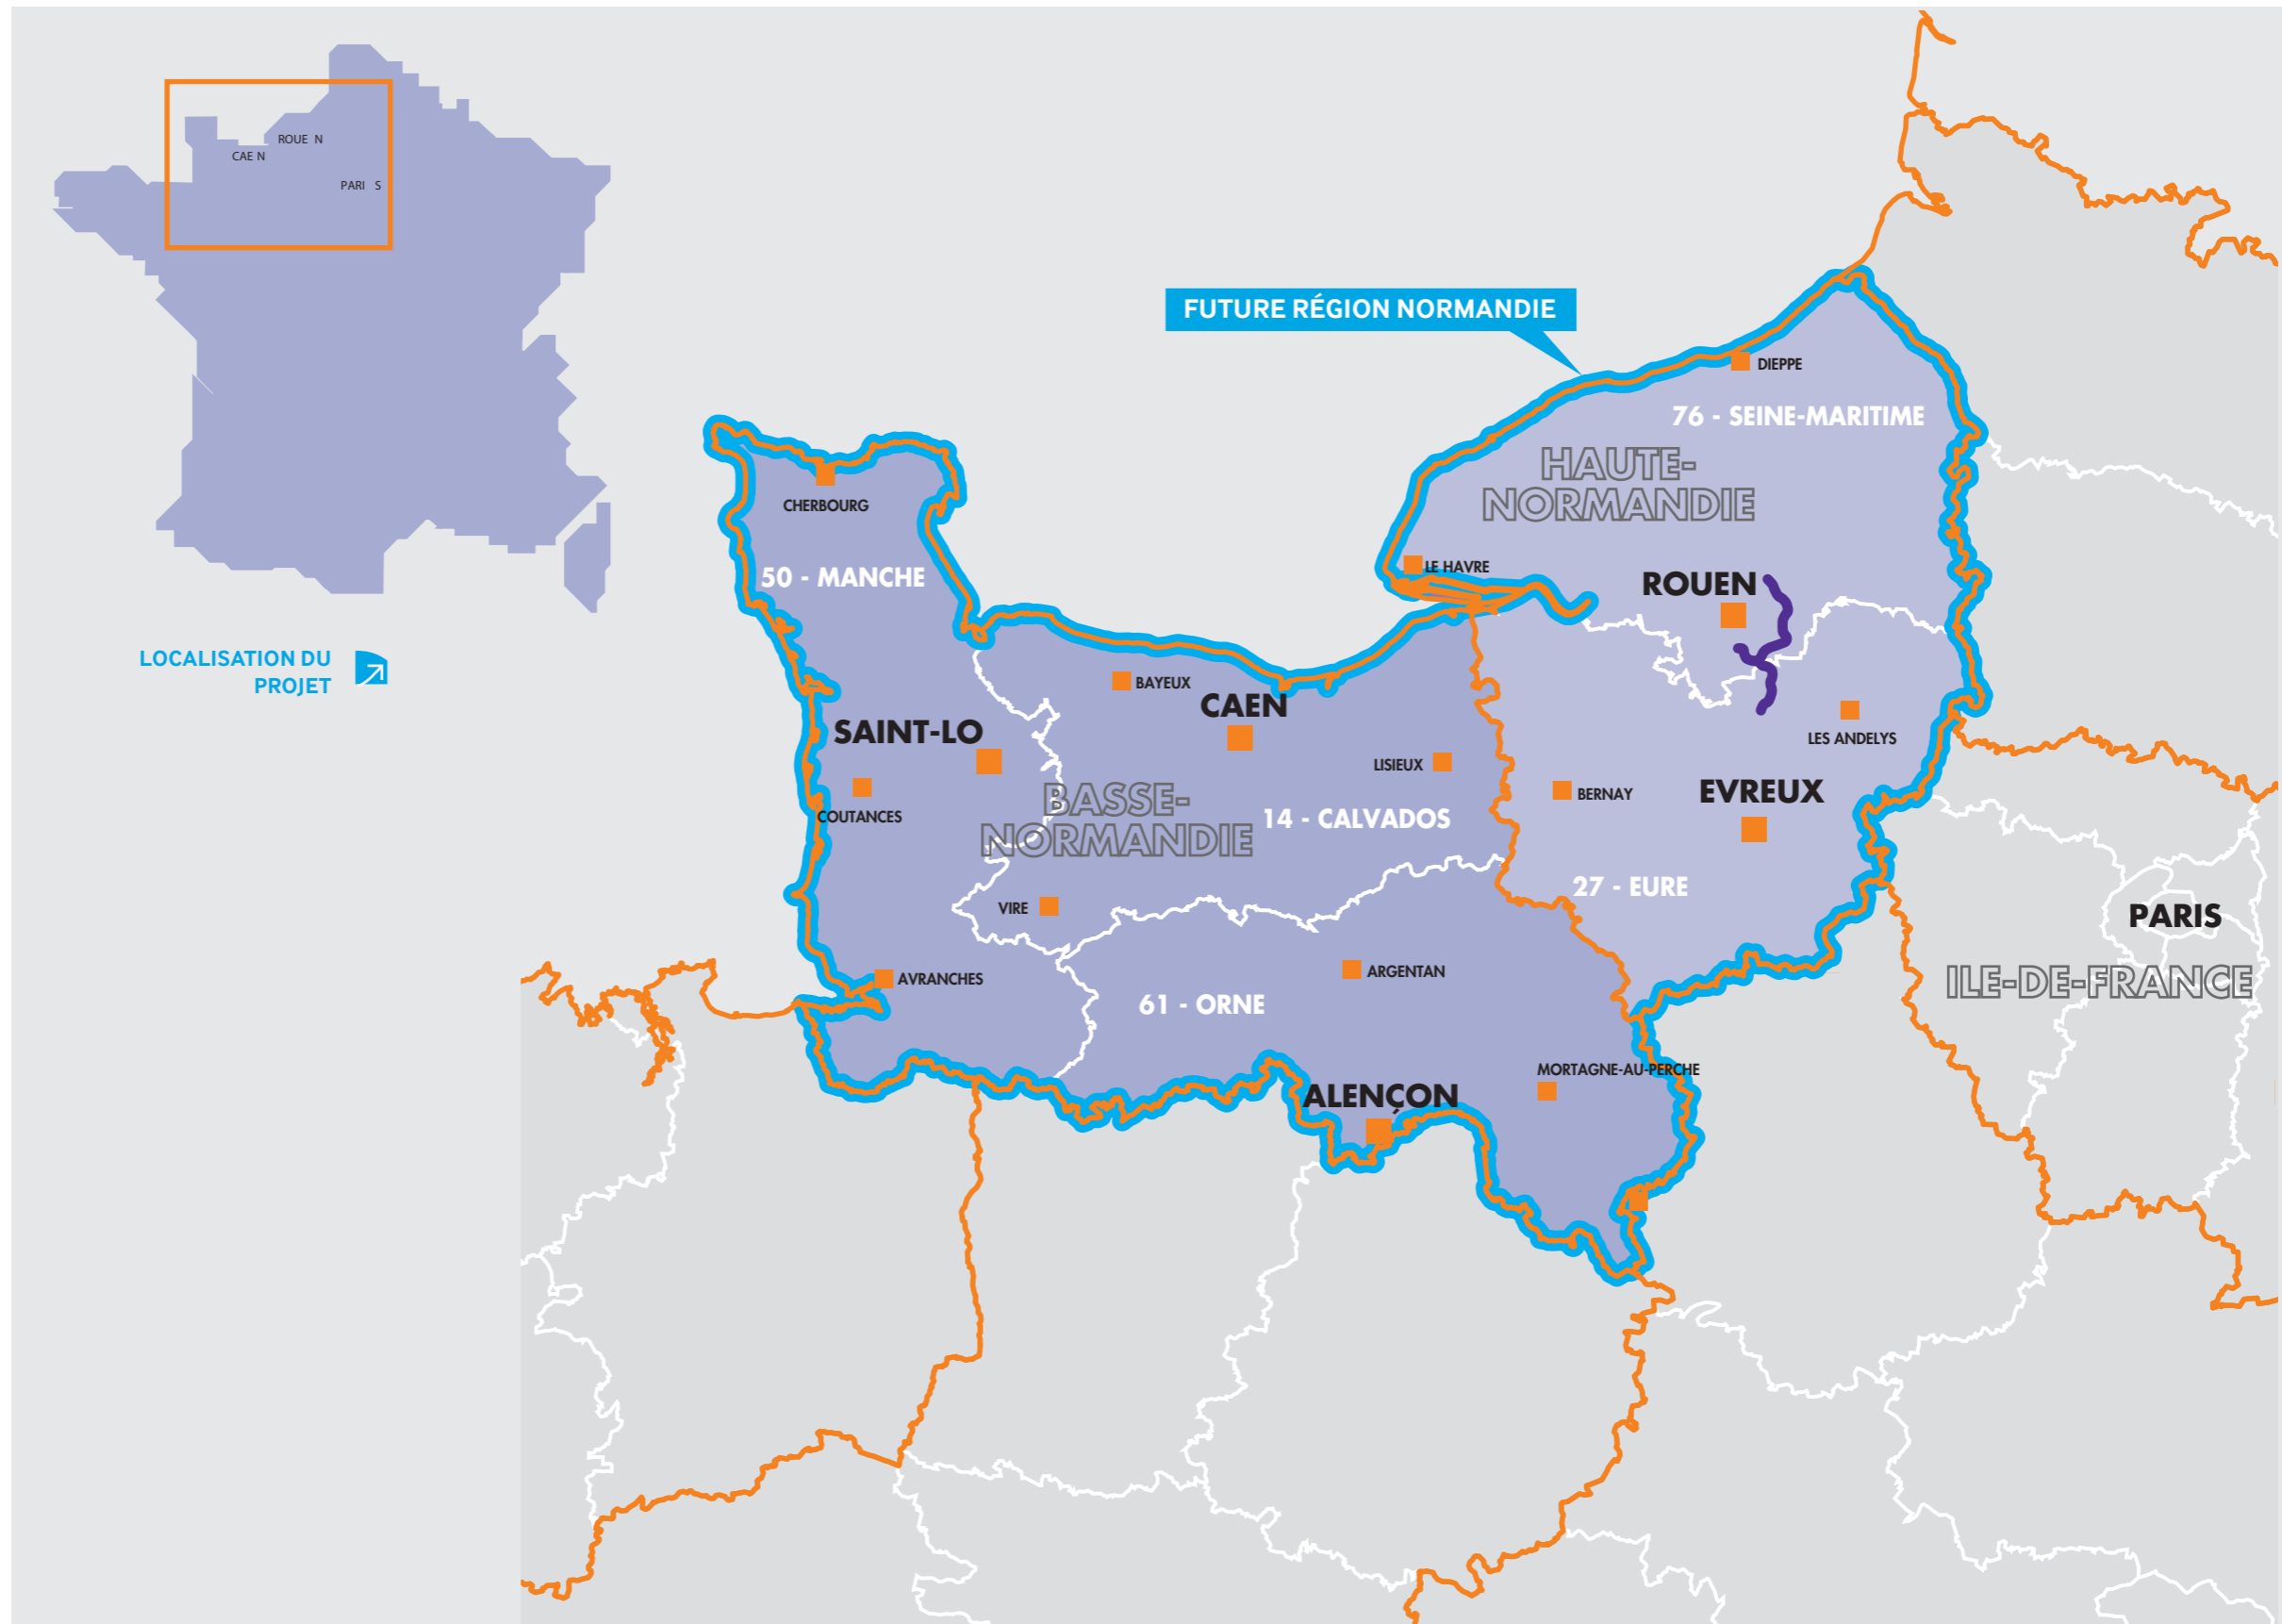 ROUE N
CAE N
PARI S
LOCALISATION DU
PROJET
FUTURE RÉGION NORMANDIE
DIEPPE
76 - SEINE-MARITIME
HAUTE-
NORMANDIE
CHERBOURG
LE HAVRE
50 - MANCHE
ROUEN
BAYEUX
CAEN
SAINT-LO
LES ANDELYS
LISIEUX
COUTANCES
BASSE-
NORMANDIE
14 - CALVADOS
BERNAY
EVREUX
27 - EURE
VIRE
PARIS
ILE-DE-FRANCE
AVRANCHES
ARGENTAN
61 - ORNE
MORTAGNE-AU-PERCHE
ALENÇON